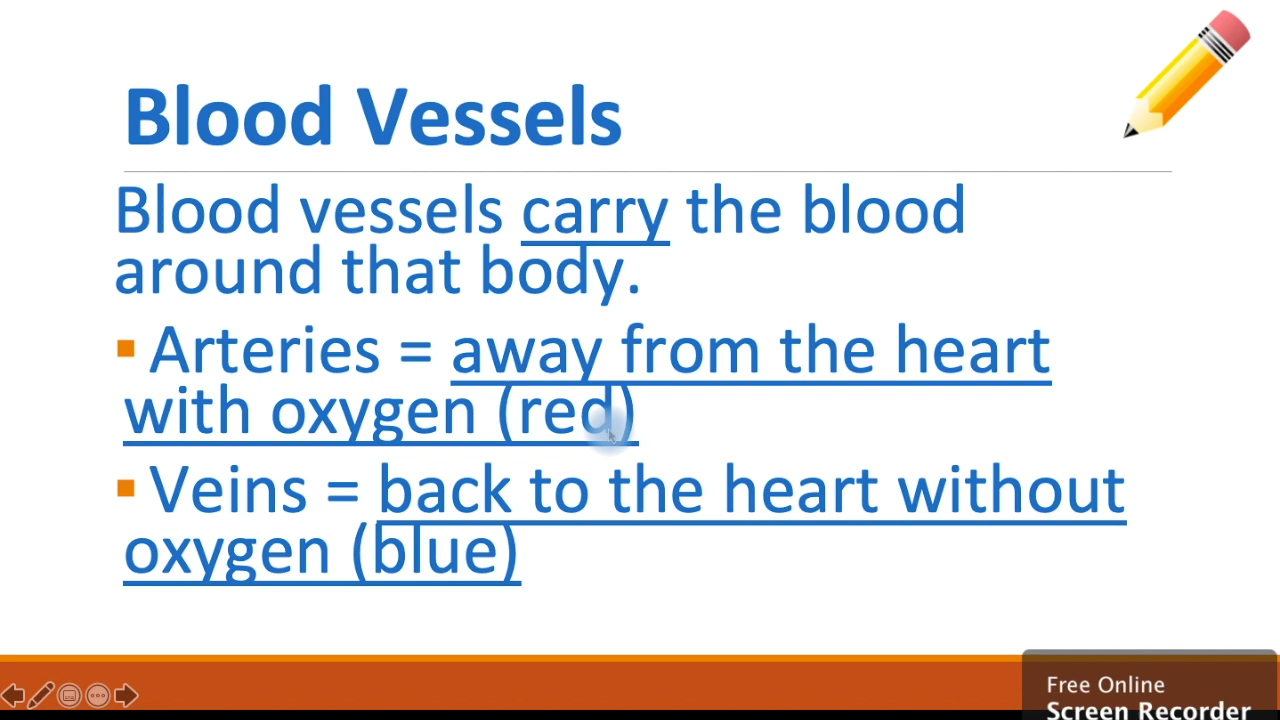 Blood Vessels
Blood vessels carry the blood
around that body.
▪ Arteries = away from the heart
with oxygen (red)
▪ Veins = back to the heart without
oxygen (blue)
Free Online
Screen Recorder